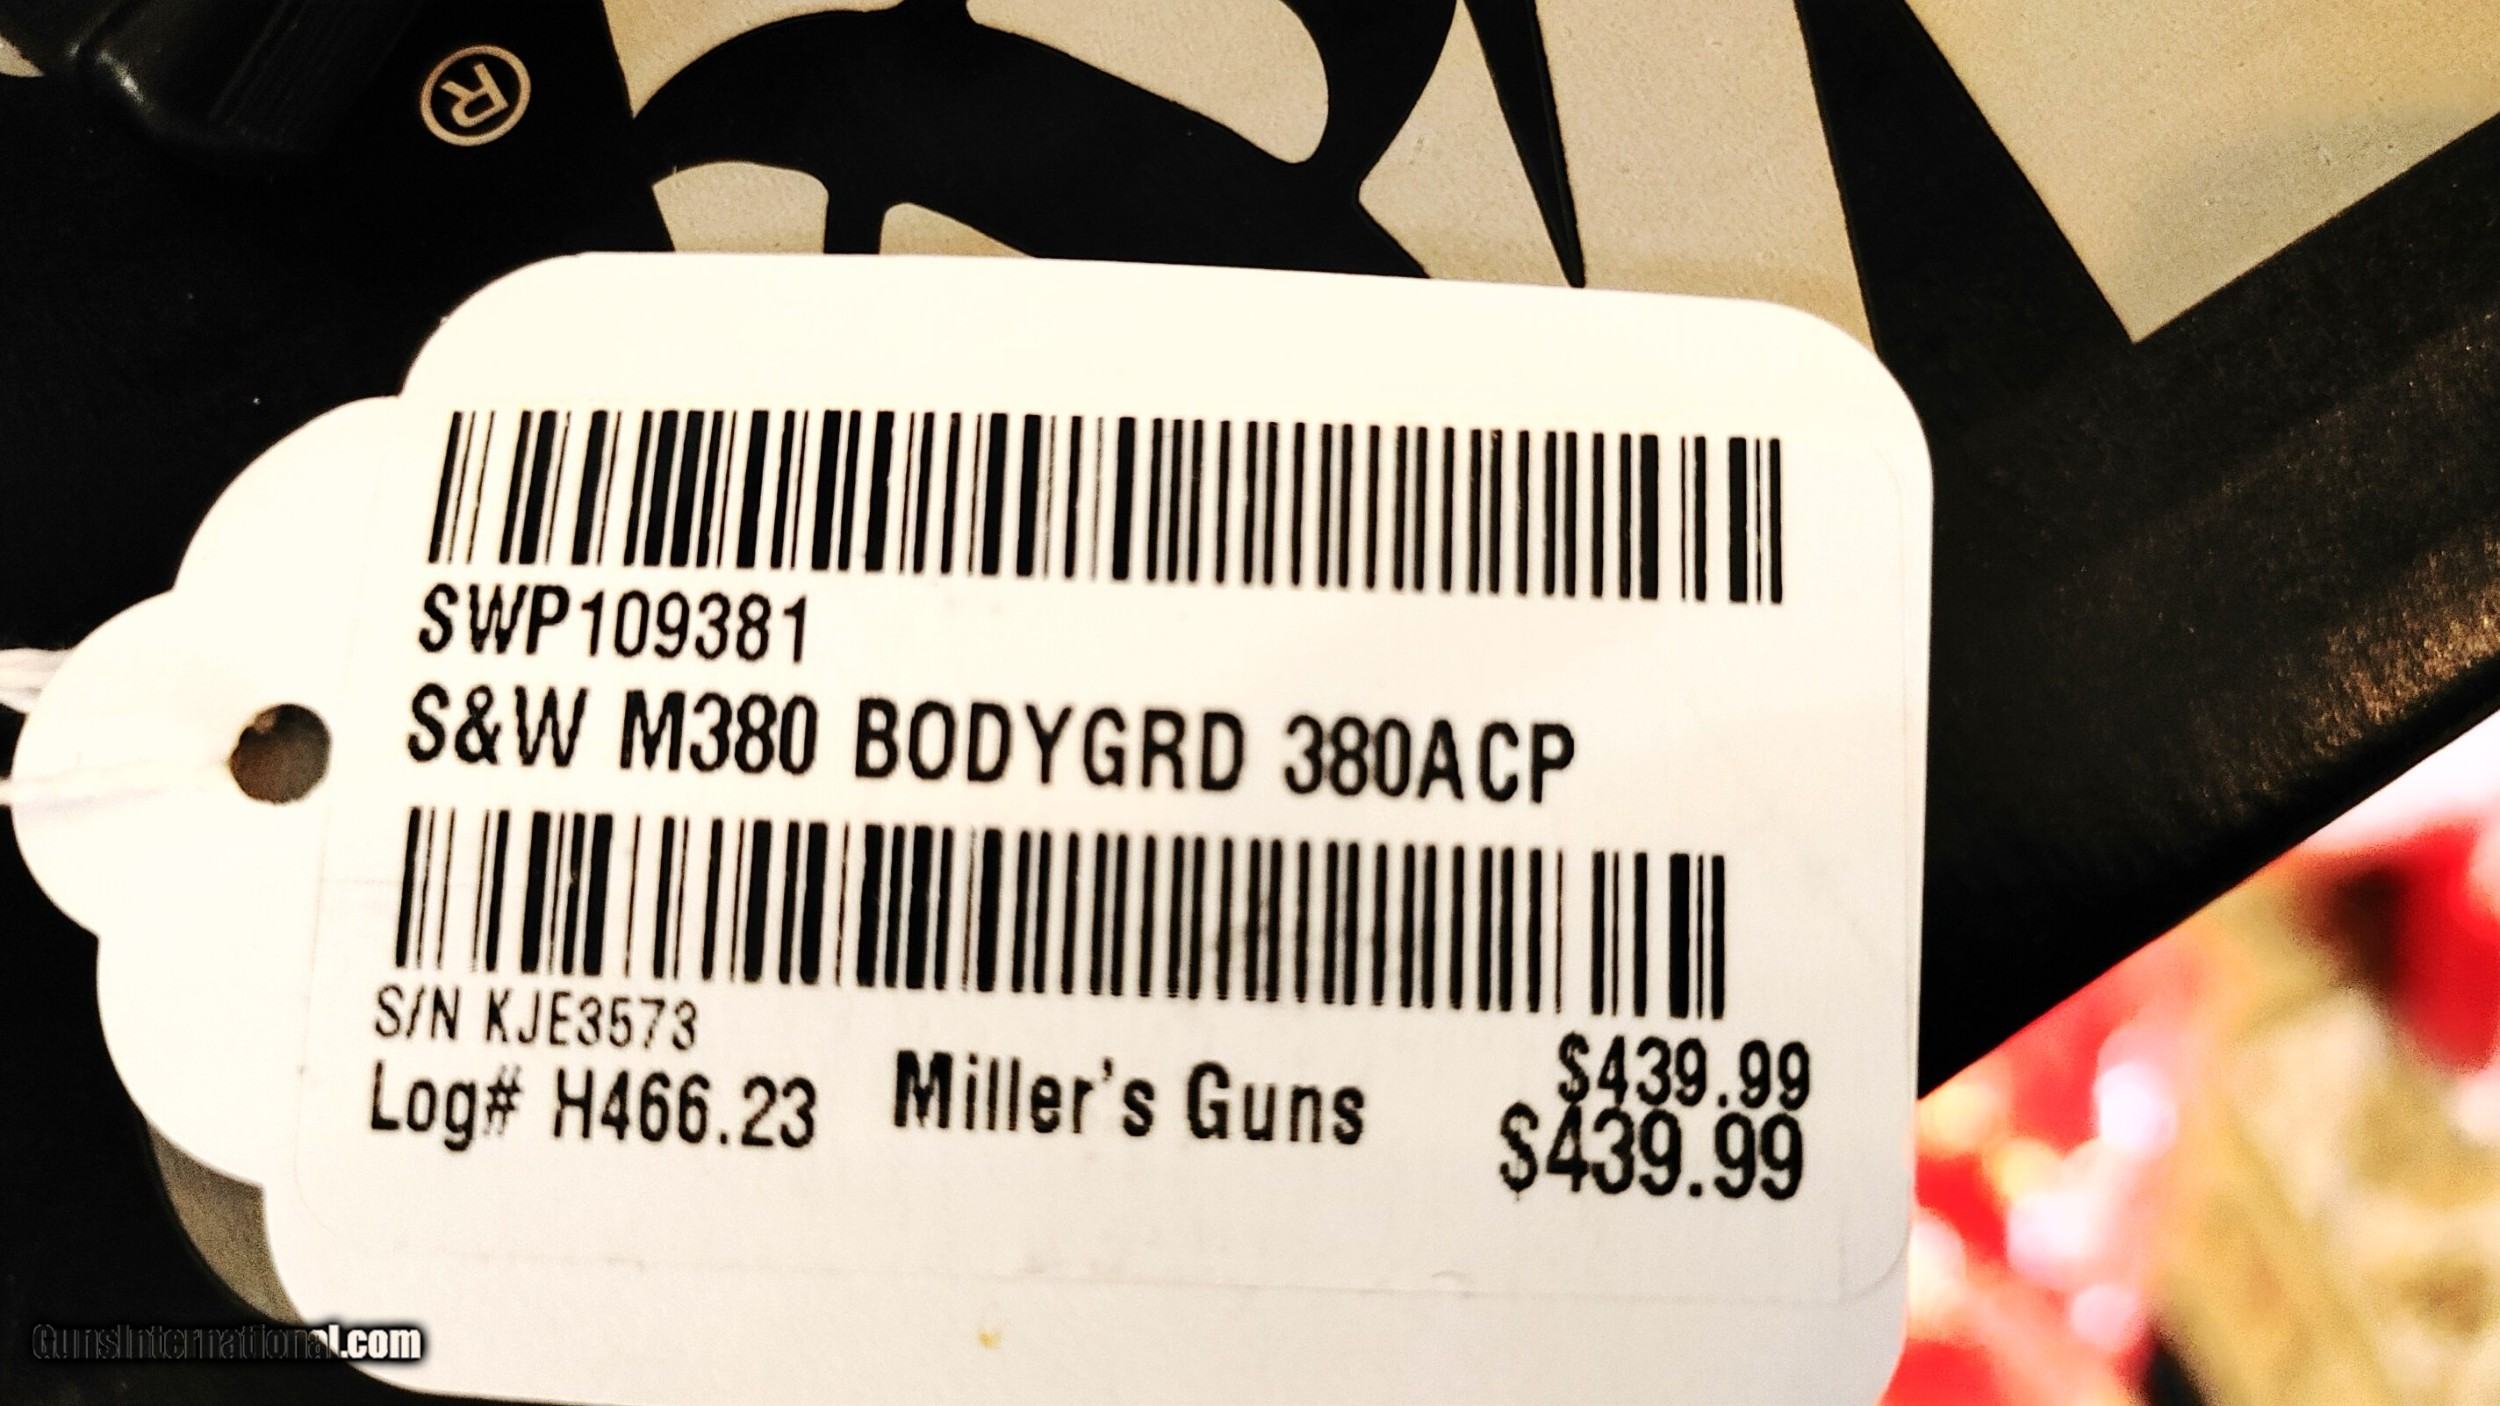 ®
SWP109381
S&W M380 BODYGRD 380ACP
S/N KJE3573
$439.99
Log# H466.23 Miller's Guns $439.99
GunsInternational.com